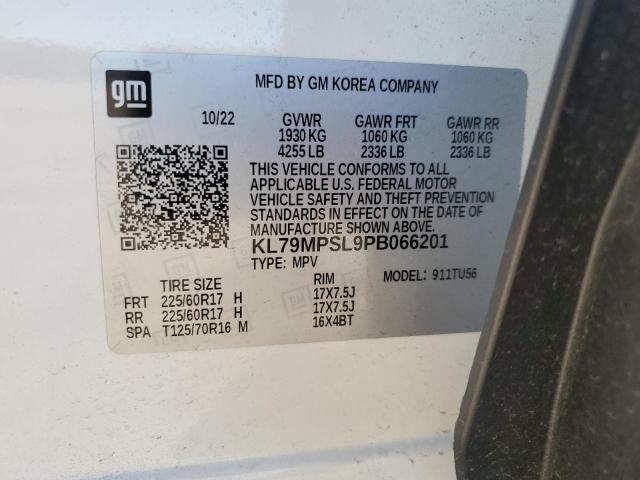 gm
MFD BY GM KOREA COMPANY
10/22 GVWR GAWR FRT GAWR RR
1930 KG 1060 KG 1060 KG
4255 LB 2336 LB 2336 LB
THIS VEHICLE CONFORMS TO ALL
APPLICABLE U.S. FEDERAL MOTOR
VEHICLE SAFETY AND THEFT PREVENTION
STANDARDS IN EFFECT ON THE DATE OF
MANUFACTURE SHOWN ABOVE.
KL79MPSL9PB066201
TYPE: MPV MODEL: 911TU56
TIRE SIZE RIM
FRT 225/60R17 H 17X7.5J
RR 225/60R17 H 17X7.5J
SPA T125/70R16 M 16X4BT